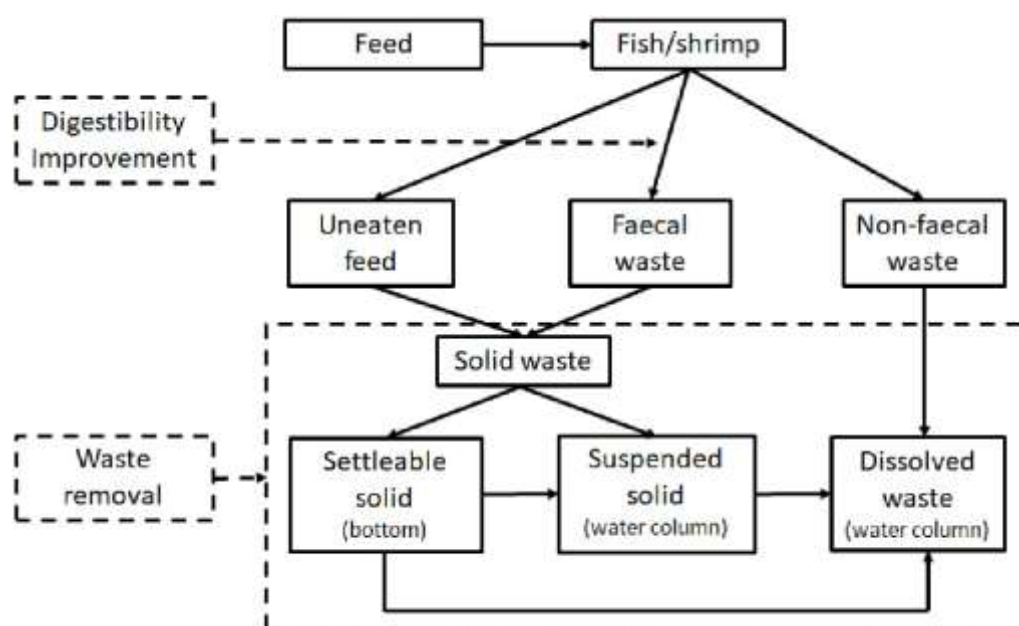 Feed
Fish/shrimp
Digestibility
Improvement
Uneaten
feed
Faecal
waste
Non-faecal
waste
Solid waste
Waste
removal
Settleable
solid
(bottom)
Suspended
solid
(water column)
Dissolved
waste
(water column)